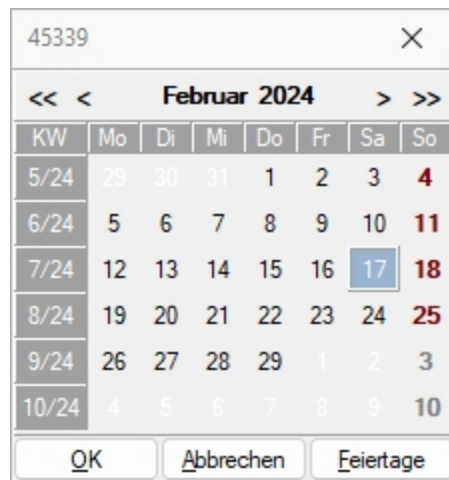 45339
<< < Februar 2024 > >>
KW Mo Di Mi Do Fr Sa So
5/24 29 30 31 1 2 3 4
6/24 5 6 7 8 9 10 11
7/24 12 13 14 15 16 17 18
8/24 19 20 21 22 23 24 25
9/24 26 27 28 29 1 2 3
10/24 4 5 6 7 8 9 10
OK Abbrechen Feiertage